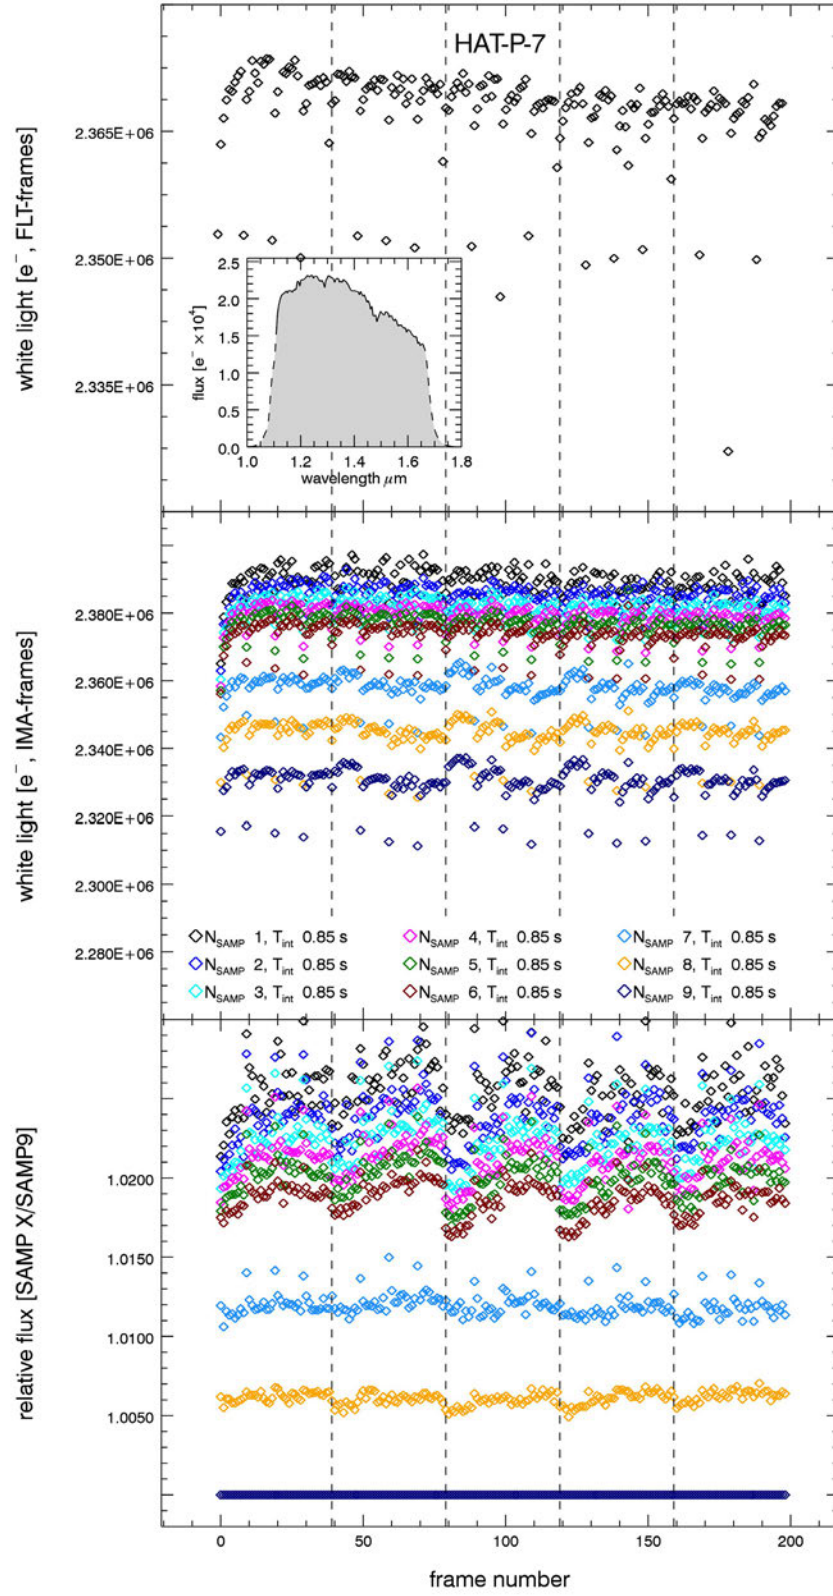 HAT-P-7
white light [e⁻, FLT-frames]
2.365E+06
2.350E+06
2.335E+06
flux [e⁻ ×10⁴]
2.5
2.0
1.5
1.0
0.5
0.0
1.0 1.2 1.4 1.6 1.8
wavelength μm
white light [e⁻, IMA-frames]
2.380E+06
2.360E+06
2.340E+06
2.320E+06
2.300E+06
2.280E+06
N_SAMP 1, T_int 0.85 s N_SAMP 4, T_int 0.85 s N_SAMP 7, T_int 0.85 s
N_SAMP 2, T_int 0.85 s N_SAMP 5, T_int 0.85 s N_SAMP 8, T_int 0.85 s
N_SAMP 3, T_int 0.85 s N_SAMP 6, T_int 0.85 s N_SAMP 9, T_int 0.85 s
relative flux [SAMP X/SAMP9]
1.0200
1.0150
1.0100
1.0050
0 50 100 150 200
frame number